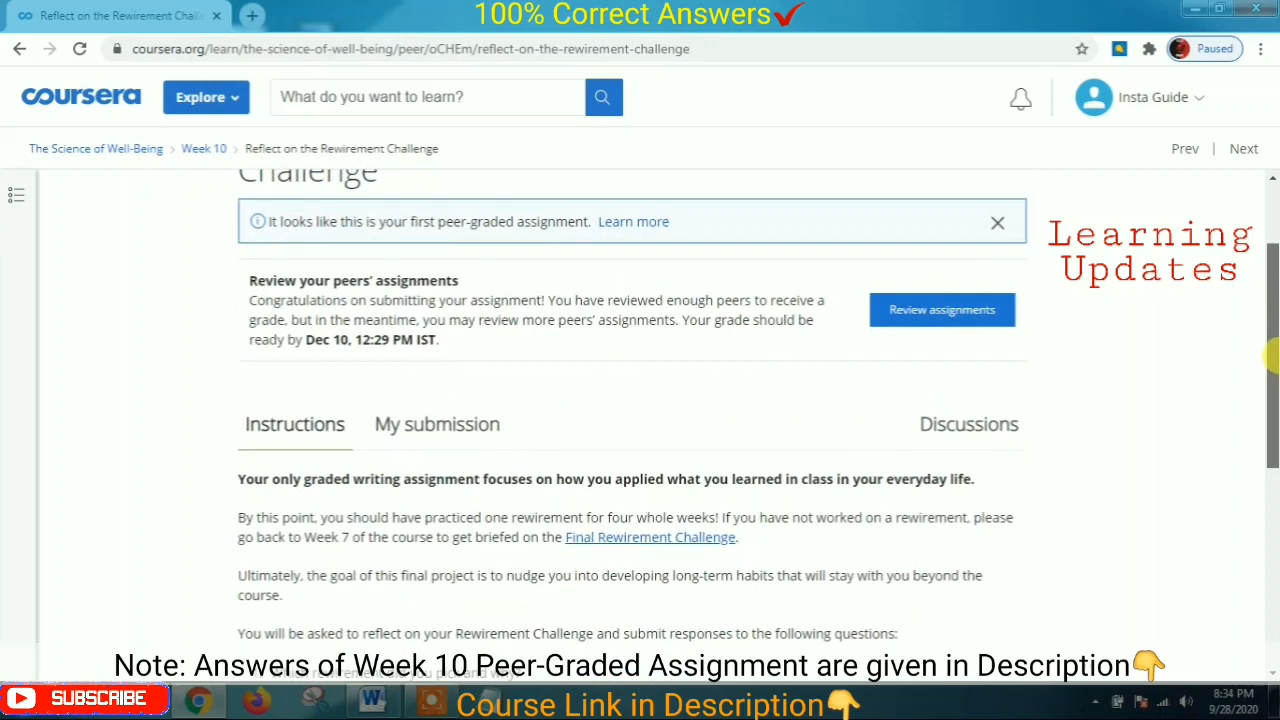 100% Correct Answers
Reflect on the Rewirement Challe
coursera.org/learn/the-science-of-well-being/peer/oCHEm/reflect-on-the-rewirement-challenge
Paused
coursera
Explore
What do you want to learn?
Insta Guide
The Science of Well-Being > Week 10 > Reflect on the Rewirement Challenge
Prev | Next
Challenge
It looks like this is your first peer-graded assignment. Learn more
Learning
Updates
Review your peers' assignments
Congratulations on submitting your assignment! You have reviewed enough peers to receive a
grade, but in the meantime, you may review more peers' assignments. Your grade should be
ready by Dec 10, 12:29 PM IST.
Review assignments
Instructions
My submission
Discussions
Your only graded writing assignment focuses on how you applied what you learned in class in your everyday life.
By this point, you should have practiced one rewirement for four whole weeks! If you have not worked on a rewirement, please
go back to Week 7 of the course to get briefed on the Final Rewirement Challenge.
Ultimately, the goal of this final project is to nudge you into developing long-term habits that will stay with you beyond the
course.
You will be asked to reflect on your Rewirement Challenge and submit responses to the following questions:
Note: Answers of Week 10 Peer-Graded Assignment are given in Description
SUBSCRIBE
Course Link in Description
8:34 PM
9/28/2020